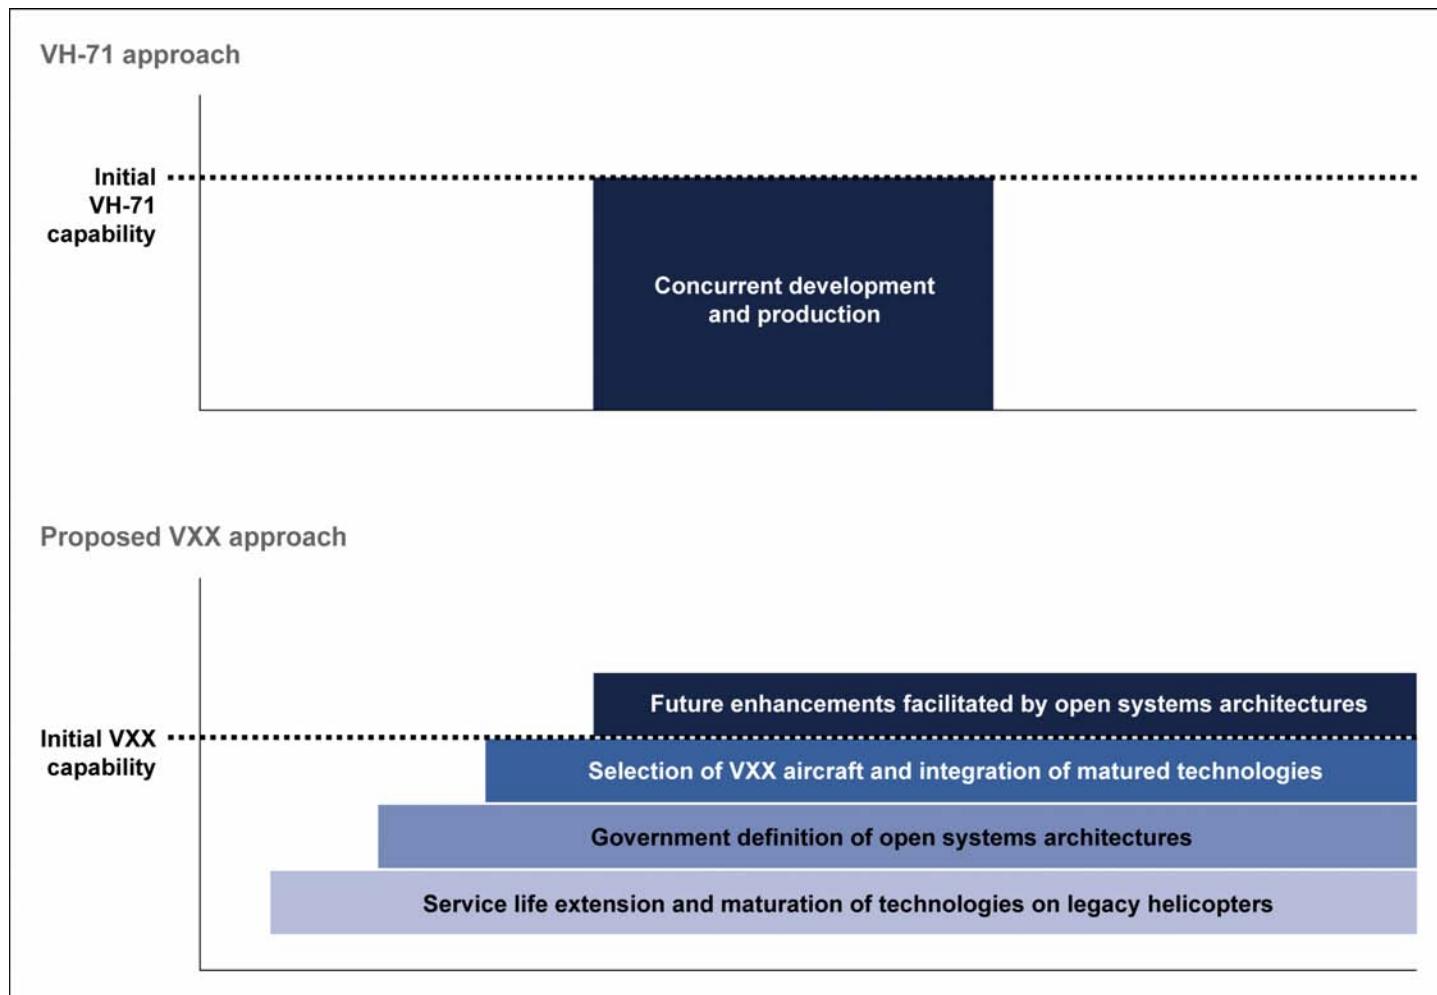 VH-71 approach
Initial
VH-71
capability
Concurrent development
and production
Proposed VXX approach
Future enhancements facilitated by open systems architectures
Initial VXX
capability
Selection of VXX aircraft and integration of matured technologies
Government definition of open systems architectures
Service life extension and maturation of technologies on legacy helicopters